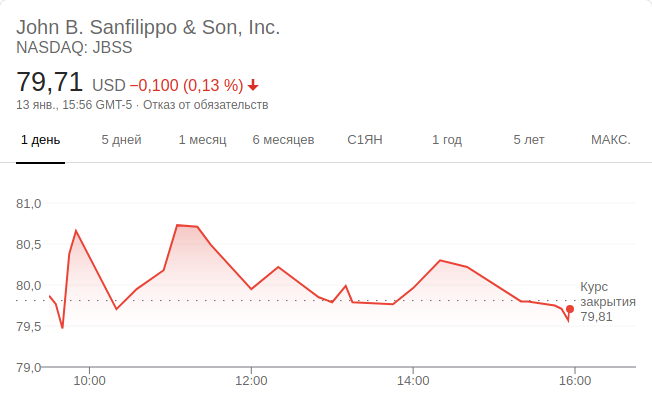 John B. Sanfilippo & Son, Inc.
NASDAQ: JBSS
79,71 USD −0,100 (0,13 %)
13 янв., 15:56 GMT-5 · Отказ от обязательств
1 день 5 дней 1 месяц 6 месяцев С1ЯН 1 год 5 лет МАКС.
81,0
80,5
80,0
79,5
79,0
Курс
закрытия
79,81
10:00 12:00 14:00 16:00